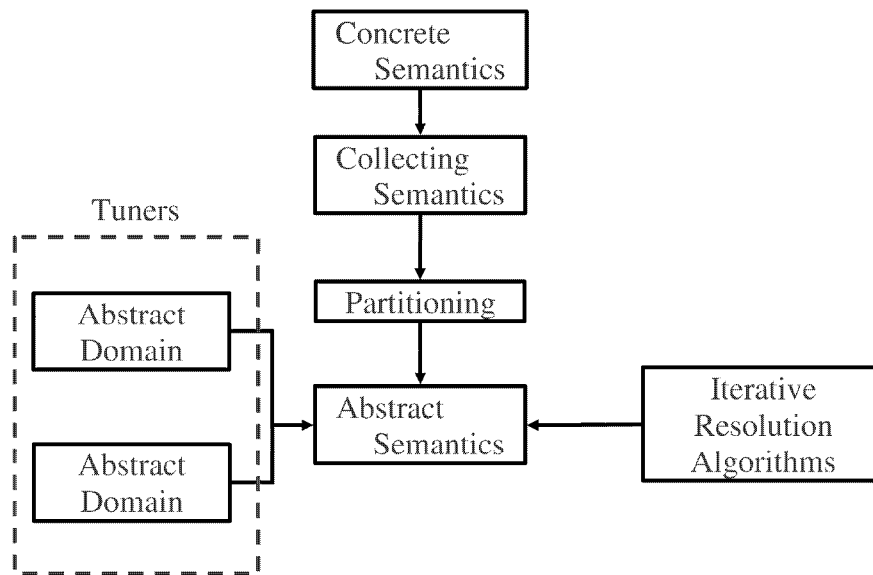 Concrete
Semantics
Collecting
Semantics
Tuners
Partitioning
Abstract
Domain
Abstract
Semantics
Iterative
Resolution
Algorithms
Abstract
Domain